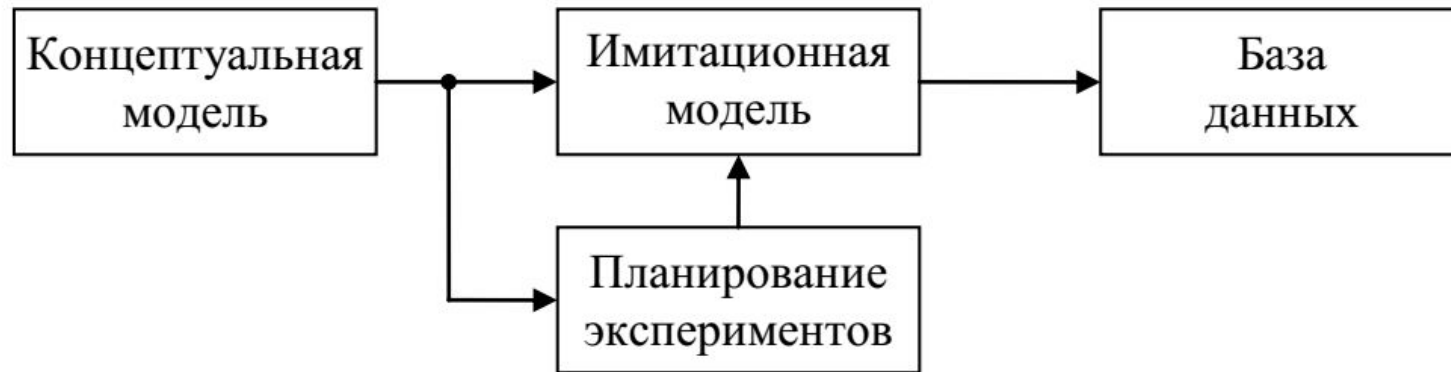 Концептуальная
модель
Имитационная
модель
База
данных
Планирование
экспериментов